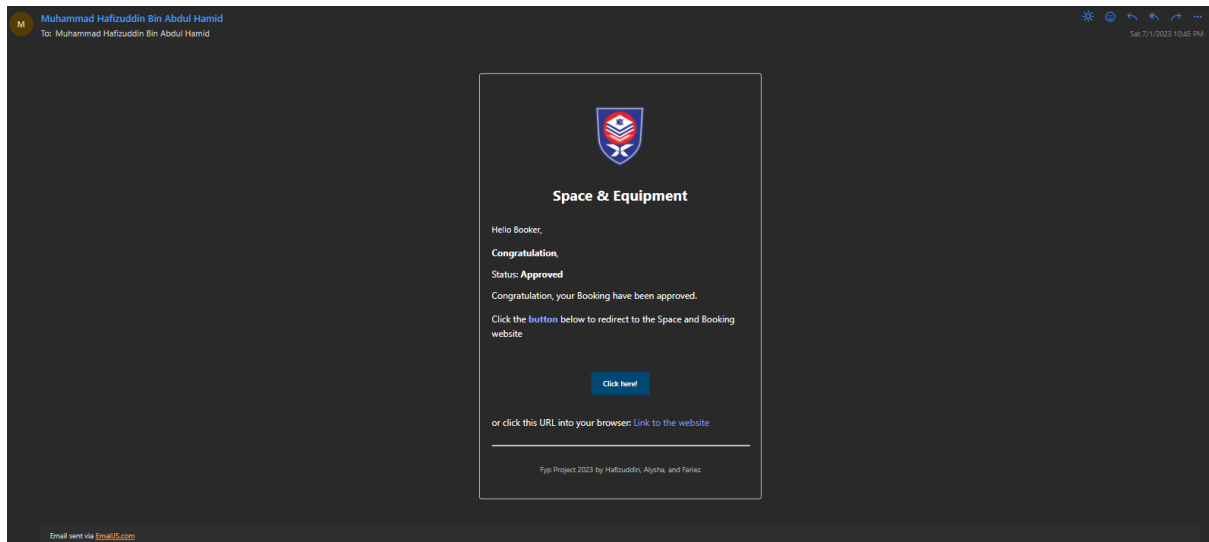 M
Muhammad Hafizuddin Bin Abdul Hamid
To: Muhammad Hafizuddin Bin Abdul Hamid
Sat 7/1/2023 10:45 PM
Space & Equipment
Hello Booker,
Congratulation,
Status: Approved
Congratulation, your Booking have been approved.
Click the button below to redirect to the Space and Booking
website
Click here!
or click this URL into your browser: Link to the website
Fyp Project 2023 by Hafizuddin, Alysha, and Fariez
Email sent via EmailJS.com